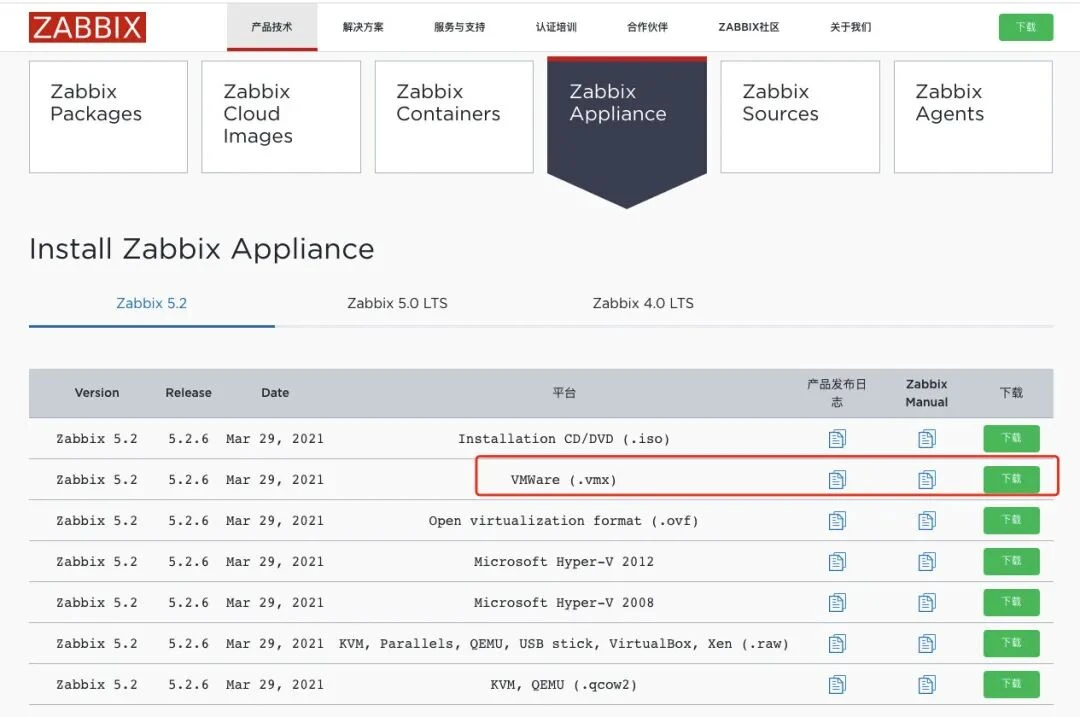 ZABBIX 产品技术 解决方案 服务与支持 认证培训 合作伙伴 ZABBIX社区 关于我们 下载
Zabbix
Packages
Zabbix
Cloud
Images
Zabbix
Containers
Zabbix
Appliance
Zabbix
Sources
Zabbix
Agents
Install Zabbix Appliance
Zabbix 5.2 Zabbix 5.0 LTS Zabbix 4.0 LTS
Version Release Date 平台 产品发布日志 Zabbix Manual 下载
Zabbix 5.2 5.2.6 Mar 29, 2021 Installation CD/DVD (.iso) 下载
Zabbix 5.2 5.2.6 Mar 29, 2021 VMWare (.vmx) 下载
Zabbix 5.2 5.2.6 Mar 29, 2021 Open virtualization format (.ovf) 下载
Zabbix 5.2 5.2.6 Mar 29, 2021 Microsoft Hyper-V 2012 下载
Zabbix 5.2 5.2.6 Mar 29, 2021 Microsoft Hyper-V 2008 下载
Zabbix 5.2 5.2.6 Mar 29, 2021 KVM, Parallels, QEMU, USB stick, VirtualBox, Xen (.raw) 下载
Zabbix 5.2 5.2.6 Mar 29, 2021 KVM, QEMU (.qcow2) 下载